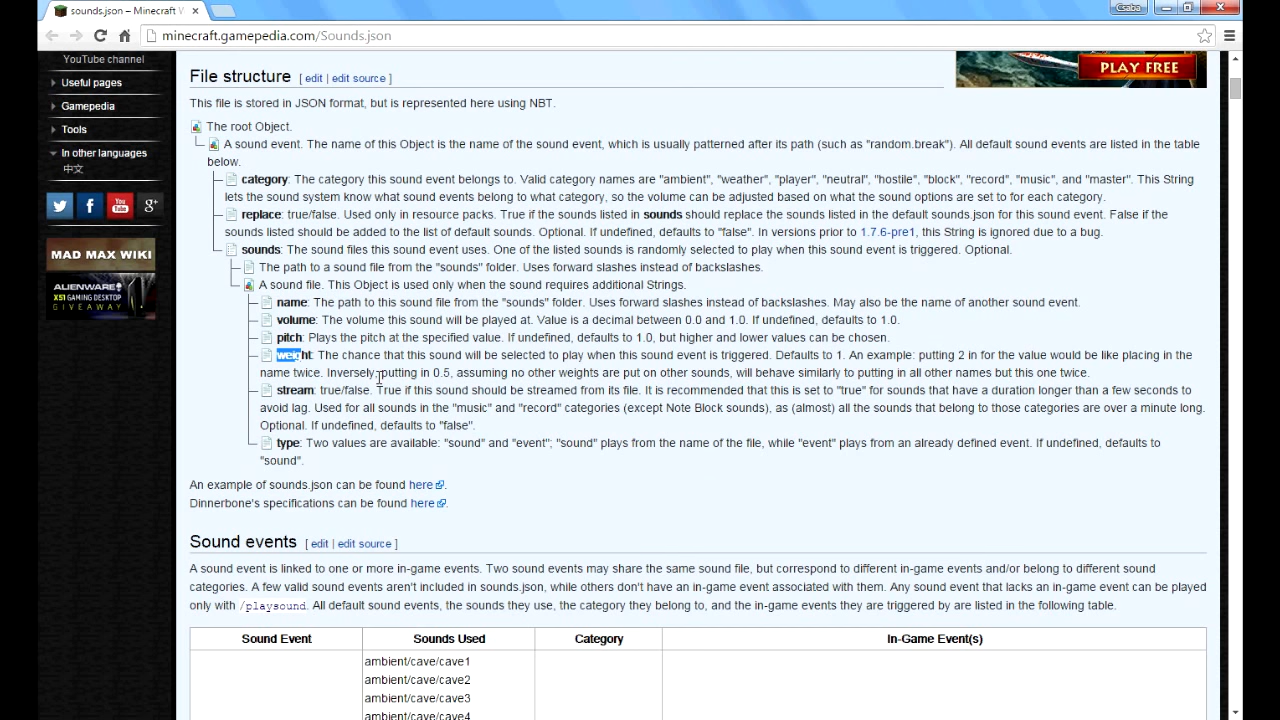 sounds.json – Minecraft W
Csaba
minecraft.gamepedia.com/Sounds.json
YouTube channel
Useful pages
Gamepedia
Tools
In other languages
中文
MAD MAX WIKI
ALIENWARE
X51 GAMING DESKTOP
GIVEAWAY
PLAY FREE
File structure [ edit | edit source ]
This file is stored in JSON format, but is represented here using NBT.
The root Object.
A sound event. The name of this Object is the name of the sound event, which is usually patterned after its path (such as "random.break"). All default sound events are listed in the table
below.
category: The category this sound event belongs to. Valid category names are "ambient", "weather", "player", "neutral", "hostile", "block", "record", "music", and "master". This String
lets the sound system know what sound events belong to what category, so the volume can be adjusted based on what the sound options are set to for each category.
replace: true/false. Used only in resource packs. True if the sounds listed in sounds should replace the sounds listed in the default sounds.json for this sound event. False if the
sounds listed should be added to the list of default sounds. Optional. If undefined, defaults to "false". In versions prior to 1.7.6-pre1, this String is ignored due to a bug.
sounds: The sound files this sound event uses. One of the listed sounds is randomly selected to play when this sound event is triggered. Optional.
The path to a sound file from the "sounds" folder. Uses forward slashes instead of backslashes.
A sound file. This Object is used only when the sound requires additional Strings.
name: The path to this sound file from the "sounds" folder. Uses forward slashes instead of backslashes. May also be the name of another sound event.
volume: The volume this sound will be played at. Value is a decimal between 0.0 and 1.0. If undefined, defaults to 1.0.
pitch: Plays the pitch at the specified value. If undefined, defaults to 1.0, but higher and lower values can be chosen.
weight: The chance that this sound will be selected to play when this sound event is triggered. Defaults to 1. An example: putting 2 in for the value would be like placing in the
name twice. Inversely, putting in 0.5, assuming no other weights are put on other sounds, will behave similarly to putting in all other names but this one twice.
stream: true/false. True if this sound should be streamed from its file. It is recommended that this is set to "true" for sounds that have a duration longer than a few seconds to
avoid lag. Used for all sounds in the "music" and "record" categories (except Note Block sounds), as (almost) all the sounds that belong to those categories are over a minute long.
Optional. If undefined, defaults to "false".
type: Two values are available: "sound" and "event"; "sound" plays from the name of the file, while "event" plays from an already defined event. If undefined, defaults to
"sound".
An example of sounds.json can be found here.
Dinnerbone's specifications can be found here.
Sound events [ edit | edit source ]
A sound event is linked to one or more in-game events. Two sound events may share the same sound file, but correspond to different in-game events and/or belong to different sound
categories. A few valid sound events aren't included in sounds.json, while others don't have an in-game event associated with them. Any sound event that lacks an in-game event can be played
only with /playsound. All default sound events, the sounds they use, the category they belong to, and the in-game events they are triggered by are listed in the following table.
Sound Event Sounds Used Category In-Game Event(s)
ambient/cave/cave1
ambient/cave/cave2
ambient/cave/cave3
ambient/cave/cave4